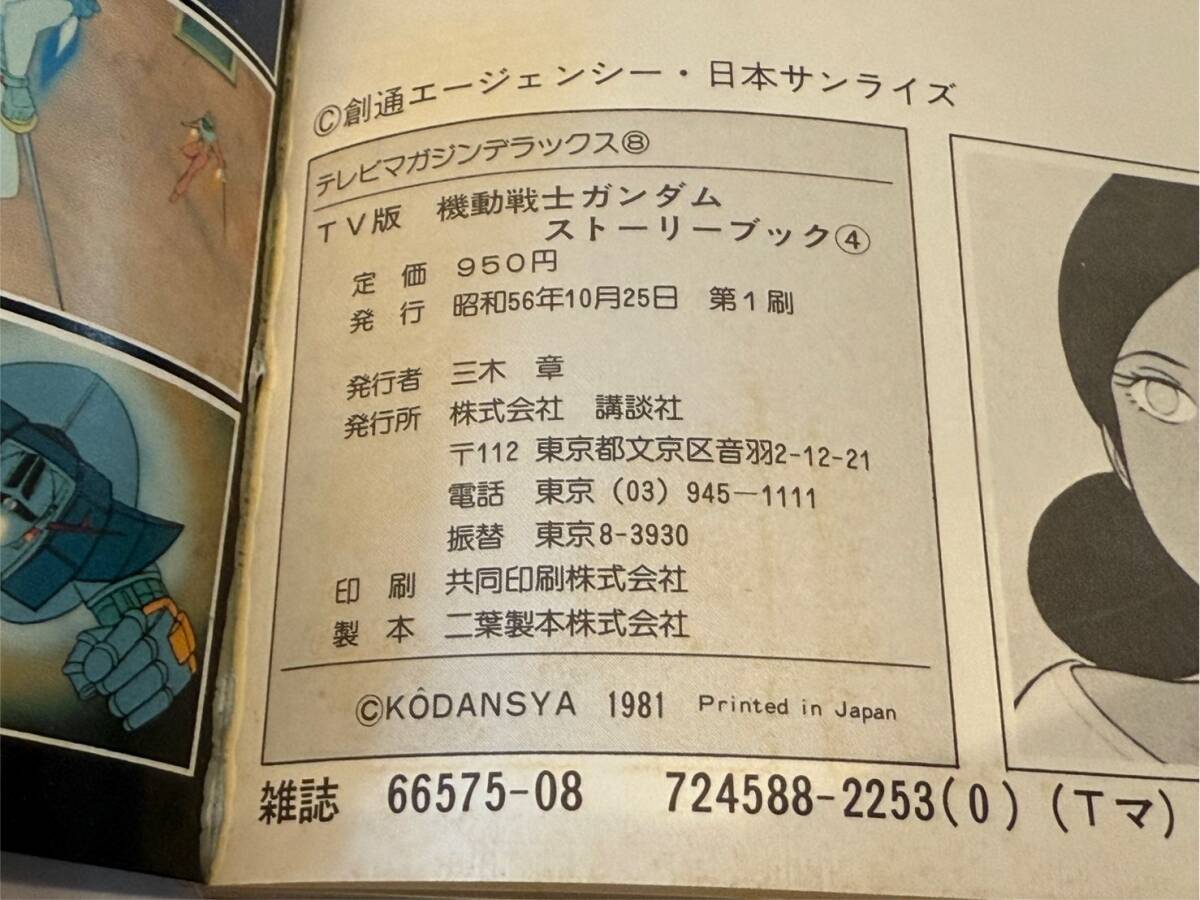 ©創通エージェンシー・日本サンライズ
テレビマガジンデラックス⑧
TV版 機動戦士ガンダム
ストーリーブック④
定 価 950円
発 行 昭和56年10月25日 第1刷
発行者 三木 章
発行所 株式会社 講談社
〒112 東京都文京区音羽2-12-21
電話 東京 (03) 945―1111
振替 東京8-3930
印 刷 共同印刷株式会社
製 本 二葉製本株式会社
©KÔDANSYA 1981 Printed in Japan
雑誌 66575-08 724588-2253(0) (Tマ)